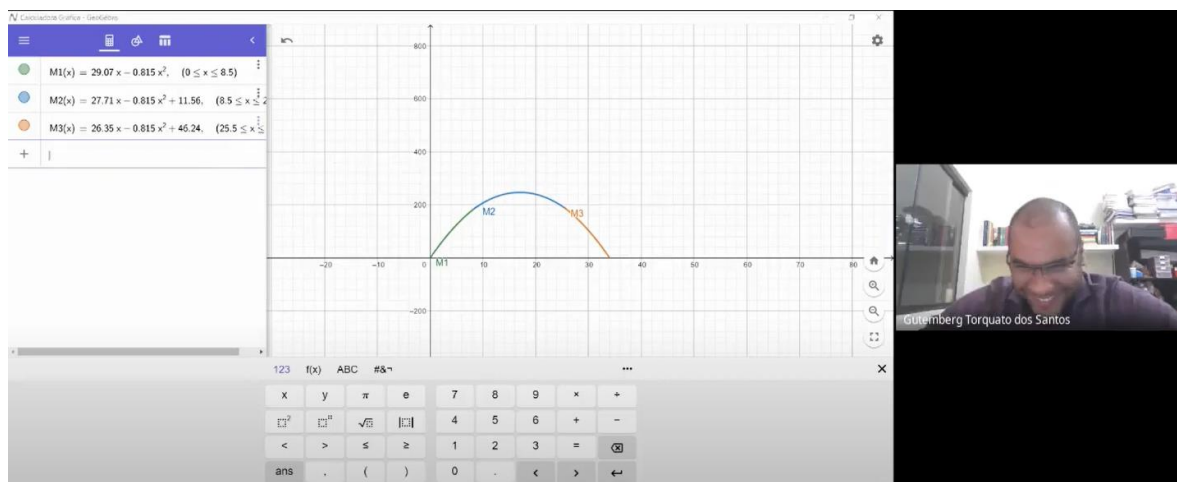 Calculadora Gráfica - GeoGebra
M1(x) = 29.07 x − 0.815 x², (0 ≤ x ≤ 8.5)
M2(x) = 27.71 x − 0.815 x² + 11.56, (8.5 ≤ x ≤ 2
M3(x) = 26.35 x − 0.815 x² + 46.24, (25.5 ≤ x ≤
+
800
600
400
200
0
−200
−20
−10
10
20
30
40
50
60
70
80
M1
M2
M3
Gutemberg Torquato dos Santos
123 f(x) ABC #&¬ ... ×
x y π e 7 8 9 × ÷
□² □ⁿ √□ |□| 4 5 6 + −
< > ≤ ≥ 1 2 3 =
ans , ( ) 0 . < >